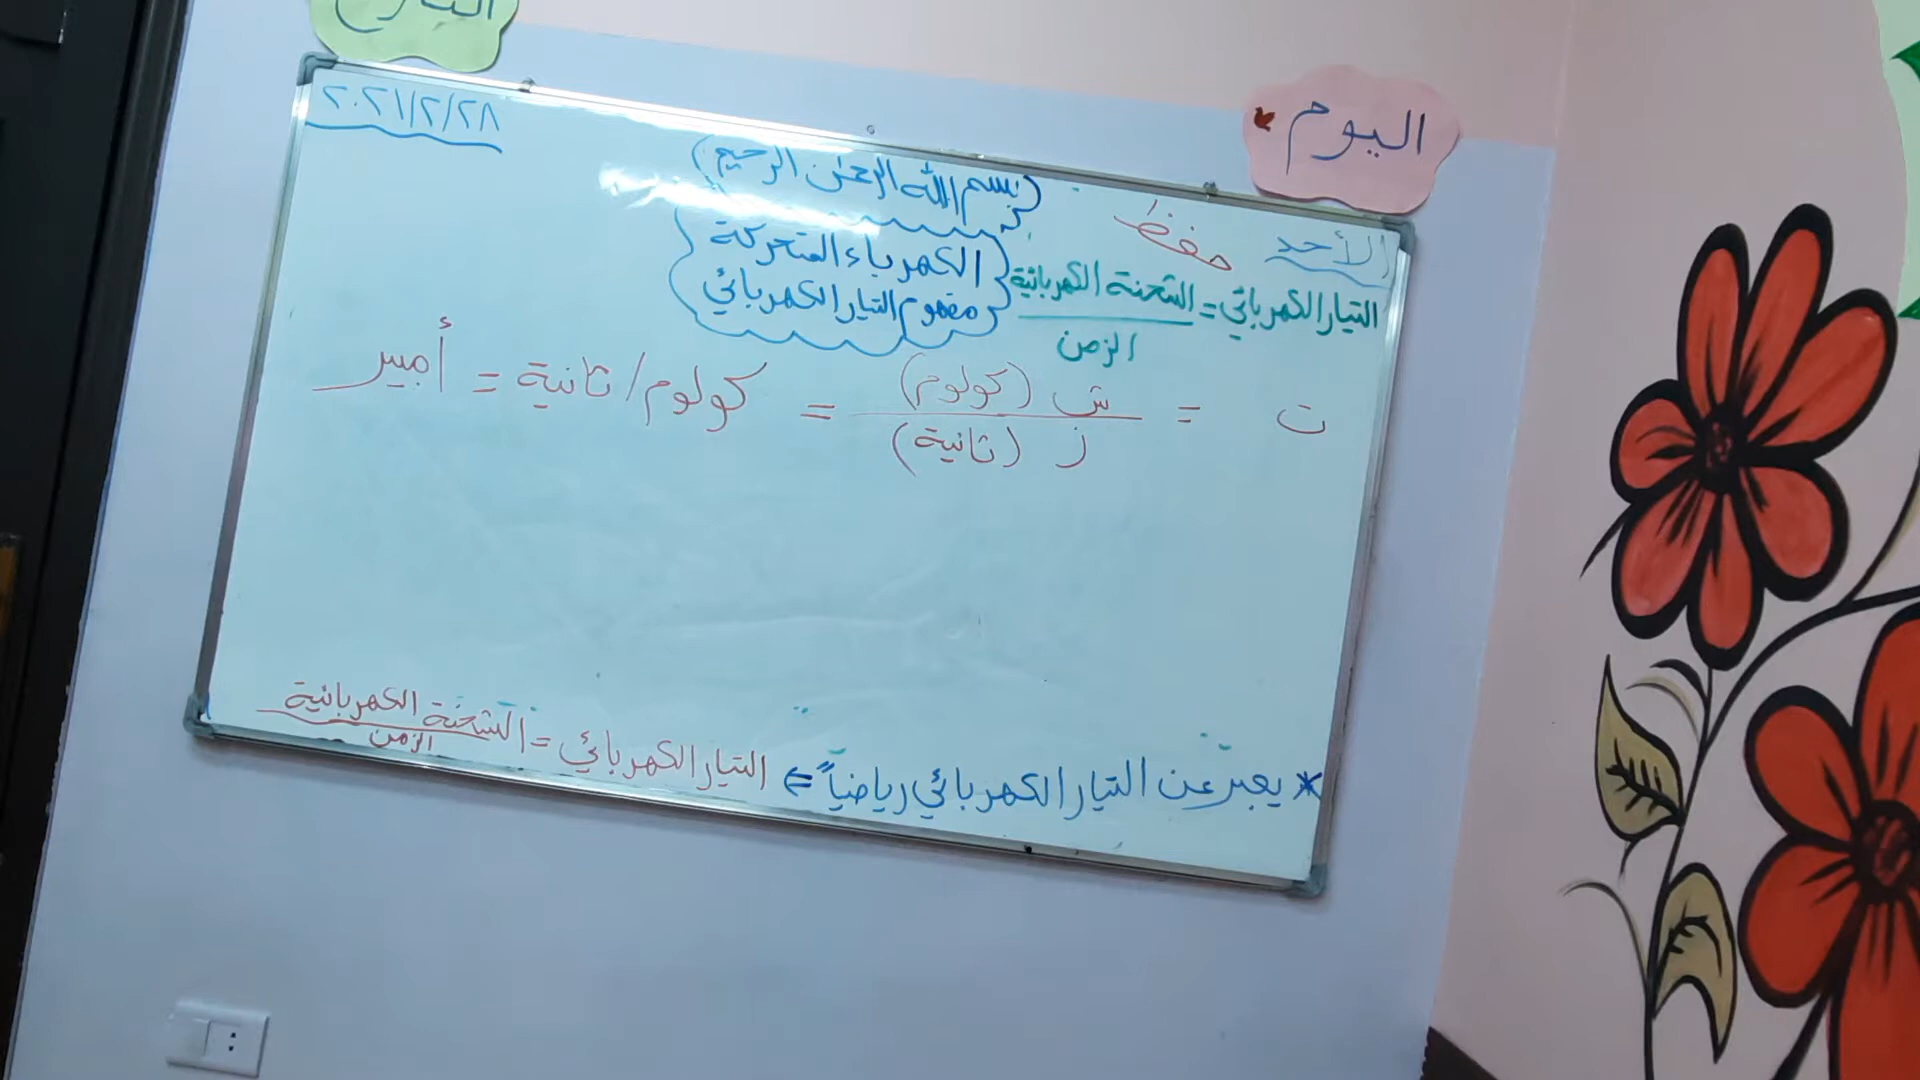 اليوم
الأحد
٢٠٢١/٢/٢٨
بسم الله الرحمن الرحيم
حفظ
الكهرباء المتحركة
مفهوم التيار الكهربائي
التيار الكهربائي = الشحنة الكهربائية
الزمن
ت = ش (كولوم) = كولوم / ثانية = أمبير
ز (ثانية)
* يعبر عن التيار الكهربائي رياضياً ⇐ التيار الكهربائي = الشحنة الكهربائية
الزمن